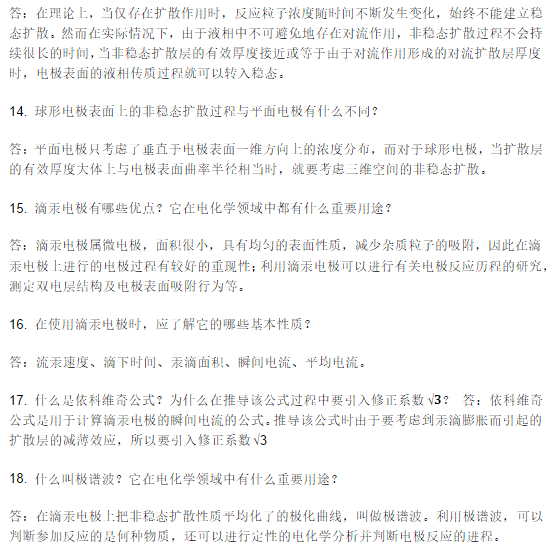 答：在理论上，当仅存在扩散作用时，反应粒子浓度随时间不断发生变化，始终不能建立稳
态扩散。然而在实际情况下，由于液相中不可避免地存在对流作用，非稳态扩散过程不会持
续很长的时间，当非稳态扩散层的有效厚度接近或等于由于对流作用形成的对流扩散层厚度
时，电极表面的液相传质过程就可以转入稳态。
14. 球形电极表面上的非稳态扩散过程与平面电极有什么不同？
答：平面电极只考虑了垂直于电极表面一维方向上的浓度分布，而对于球形电极，当扩散层
的有效厚度大体上与电极表面曲率半径相当时，就要考虑三维空间的非稳态扩散。
15. 滴汞电极有哪些优点？它在电化学领域中都有什么重要用途？
答：滴汞电极属微电极，面积很小，具有均匀的表面性质，减少杂质粒子的吸附，因此在滴
汞电极上进行的电极过程有较好的重现性；利用滴汞电极可以进行有关电极反应历程的研究，
测定双电层结构及电极表面吸附行为等。
16. 在使用滴汞电极时，应了解它的哪些基本性质？
答：流汞速度、滴下时间、汞滴面积、瞬间电流、平均电流。
17. 什么是依科维奇公式？为什么在推导该公式过程中要引入修正系数√3？ 答：依科维奇
公式是用于计算滴汞电极的瞬间电流的公式。推导该公式时由于要考虑到汞滴膨胀而引起的
扩散层的减薄效应，所以要引入修正系数√3
18. 什么叫极谱波？它在电化学领域中有什么重要用途？
答：在滴汞电极上把非稳态扩散性质平均化了的极化曲线，叫做极谱波。利用极谱波，可以
判断参加反应的是何种物质，还可以进行定性的电化学分析并判断电极反应的进程。